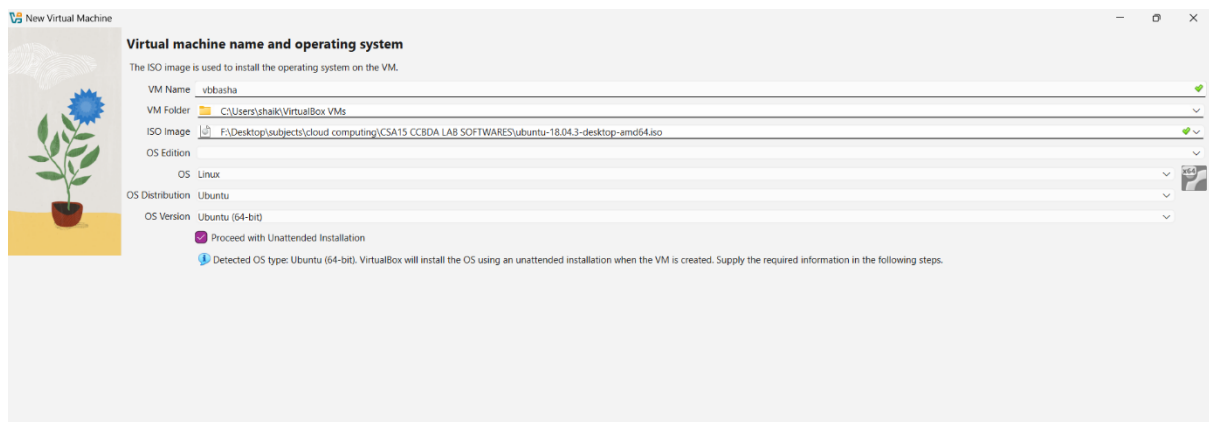 New Virtual Machine
Virtual machine name and operating system
The ISO image is used to install the operating system on the VM.
VM Name vbbasha
VM Folder C:\Users\shaik\VirtualBox VMs
ISO Image F:\Desktop\subjects\cloud computing\CSA15 CCBDA LAB SOFTWARES\ubuntu-18.04.3-desktop-amd64.iso
OS Edition
OS Linux
x64
OS Distribution Ubuntu
OS Version Ubuntu (64-bit)
Proceed with Unattended Installation
Detected OS type: Ubuntu (64-bit). VirtualBox will install the OS using an unattended installation when the VM is created. Supply the required information in the following steps.